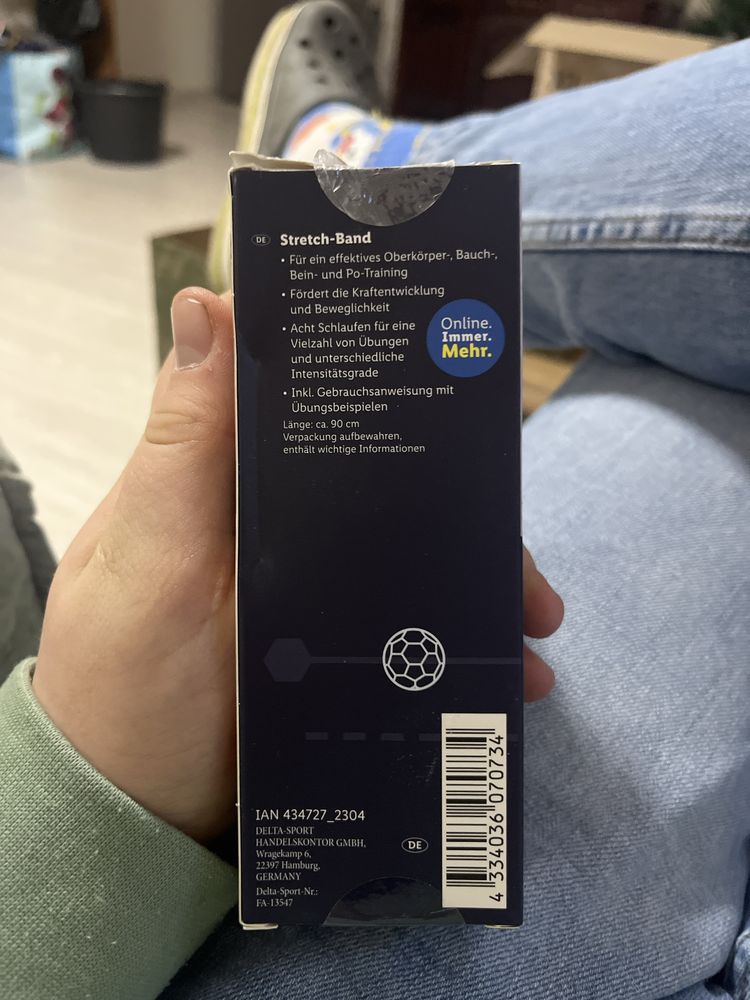 DE
Stretch-Band
• Für ein effektives Oberkörper-, Bauch-,
Bein- und Po-Training
• Fördert die Kraftentwicklung
und Beweglichkeit
• Acht Schlaufen für eine
Vielzahl von Übungen
und unterschiedliche
Intensitätsgrade
• Inkl. Gebrauchsanweisung mit
Übungsbeispielen
Länge: ca. 90 cm
Verpackung aufbewahren,
enthält wichtige Informationen
Online.
Immer.
Mehr.
IAN 434727_2304
DELTA-SPORT
HANDELSKONTOR GMBH,
Wragekamp 6,
22397 Hamburg,
GERMANY
Delta-Sport-Nr.:
FA-13547
DE
4 334036 070734